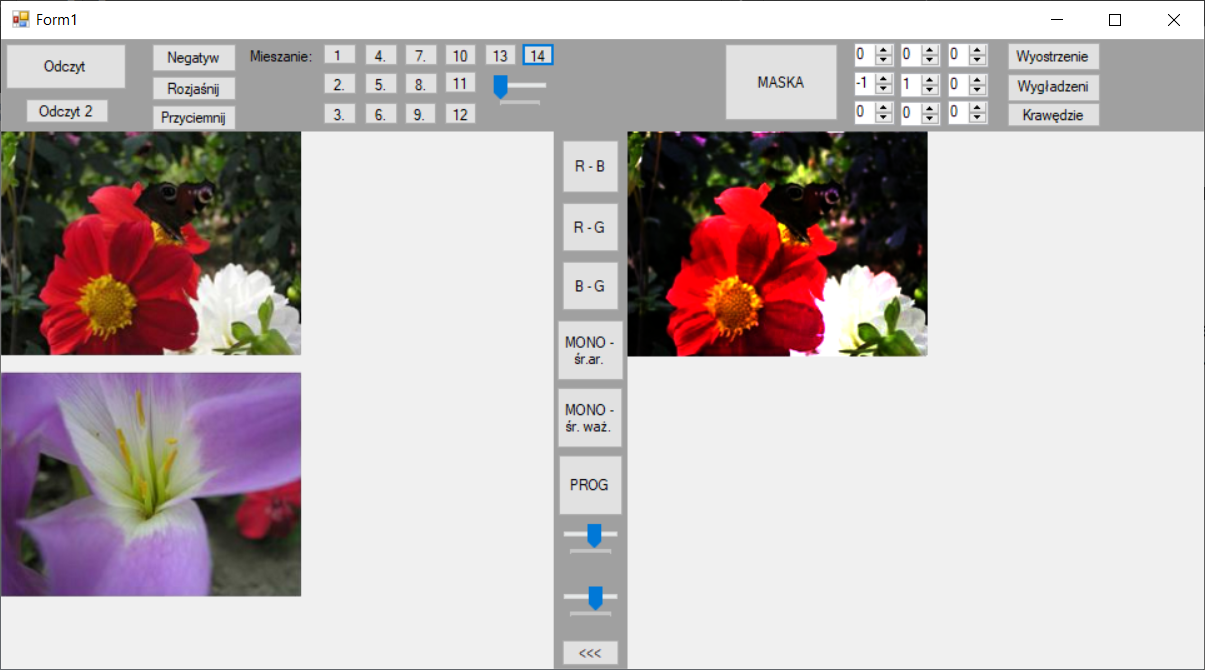 Form1
Odczyt
Odczyt 2
Negatyw
Rozjaśnij
Przyciemnij
Mieszanie:
1 4. 7. 10 13 14
2. 5. 8. 11
3. 6. 9. 12
MASKA
0 0 0
-1 1 0
0 0 0
Wyostrzenie
Wygładzeni
Krawędzie
R - B
R - G
B - G
MONO -
śr.ar.
MONO -
śr. waż.
PROG
<<<